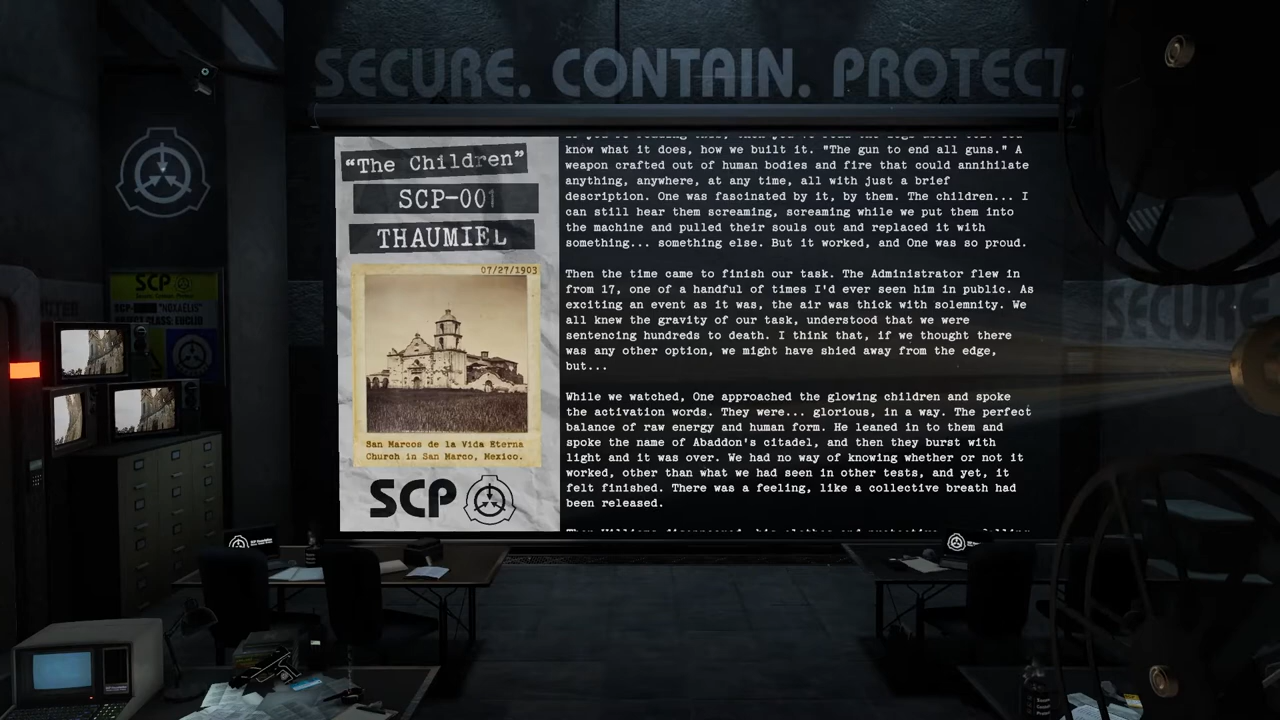 SECURE. CONTAIN. PROTECT.
"The Children"
SCP-001
THAUMIEL
07/27/1903
San Marcos de la Vida Eterna
Church in San Marco, Mexico.
SCP
know what it does, how we built it. "The gun to end all guns." A
weapon crafted out of human bodies and fire that could annihilate
anything, anywhere, at any time, all with just a brief
description. One was fascinated by it, by them. The children... I
can still hear them screaming, screaming while we put them into
the machine and pulled their souls out and replaced it with
something... something else. But it worked, and One was so proud.
Then the time came to finish our task. The Administrator flew in
from 17, one of a handful of times I'd ever seen him in public. As
exciting an event as it was, the air was thick with solemnity. We
all knew the gravity of our task, understood that we were
sentencing hundreds to death. I think that, if we thought there
was any other option, we might have shied away from the edge,
but...
While we watched, One approached the glowing children and spoke
the activation words. They were... glorious, in a way. The perfect
balance of raw energy and human form. He leaned in to them and
spoke the name of Abaddon's citadel, and then they burst with
light and it was over. We had no way of knowing whether or not it
worked, other than what we had seen in other tests, and yet, it
felt finished. There was a feeling, like a collective breath had
been released.
SCP
SECURE